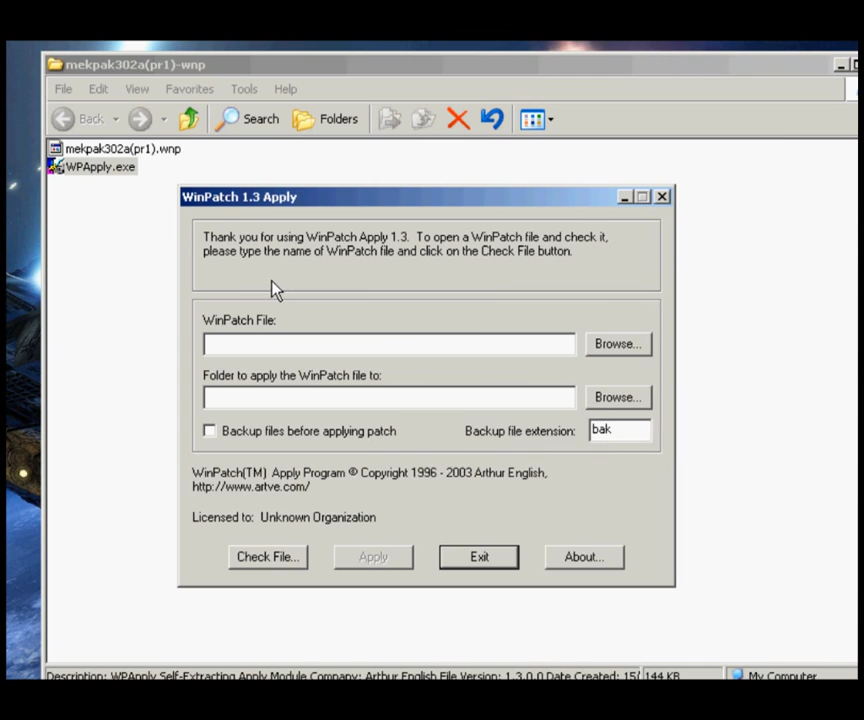 mekpak302a(pr1)-wnp
File Edit View Favorites Tools Help
Back Search Folders
mekpak302a(pr1).wnp
WPApply.exe
WinPatch 1.3 Apply
Thank you for using WinPatch Apply 1.3. To open a WinPatch file and check it,
please type the name of WinPatch file and click on the Check File button.
WinPatch File:
Browse...
Folder to apply the WinPatch file to:
Browse...
Backup files before applying patch Backup file extension: bak
WinPatch(TM) Apply Program © Copyright 1996 - 2003 Arthur English,
http://www.artve.com/
Licensed to: Unknown Organization
Check File... Apply Exit About...
Description: WPApply Self-Extracting Apply Module Company: Arthur English File Version: 1.3.0.0 Date Created: 15/ 144 KB My Computer